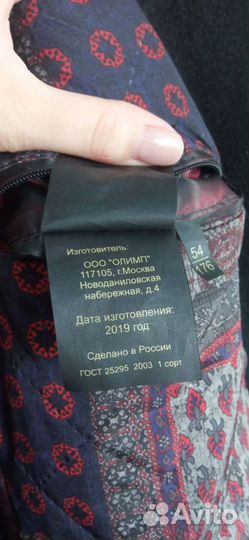 Изготовитель:
ООО "ОЛИМП"
117105, г.Москва
Новоданиловская
набережная, д.4
Дата изготовления:
2019 год
Сделано в России
ГОСТ 25295 2003 1 сорт
54
176
Avito